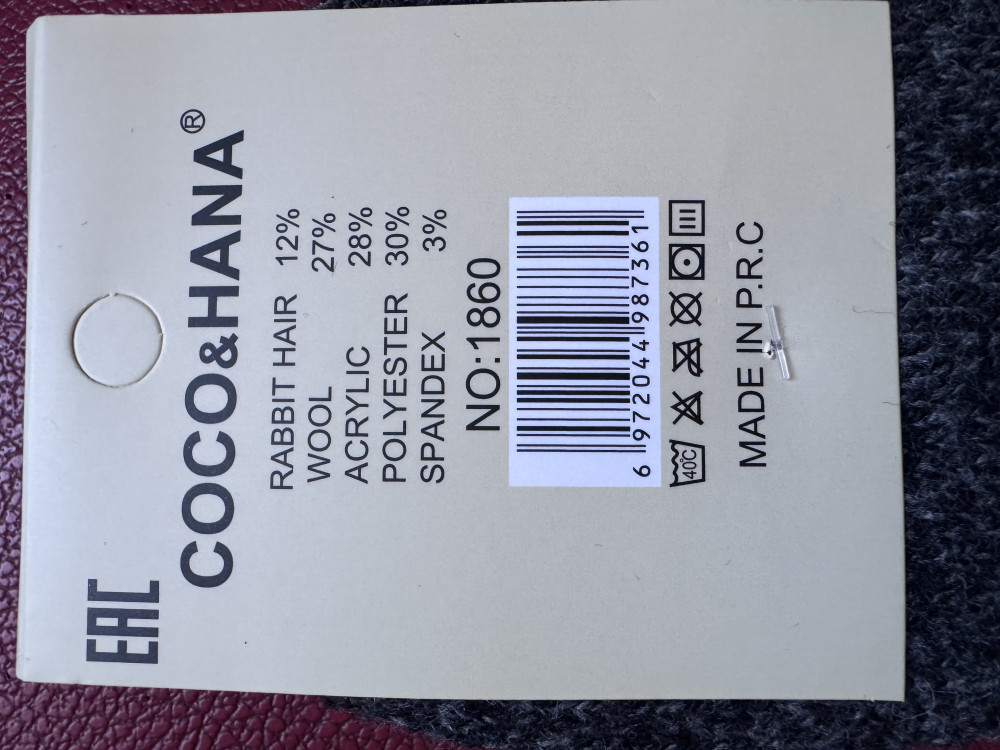 EAC
COCO&HANA®
RABBIT HAIR 12%
WOOL 27%
ACRYLIC 28%
POLYESTER 30%
SPANDEX 3%
NO:1860
6 972044 987361
40°C
MADE IN P.R.C